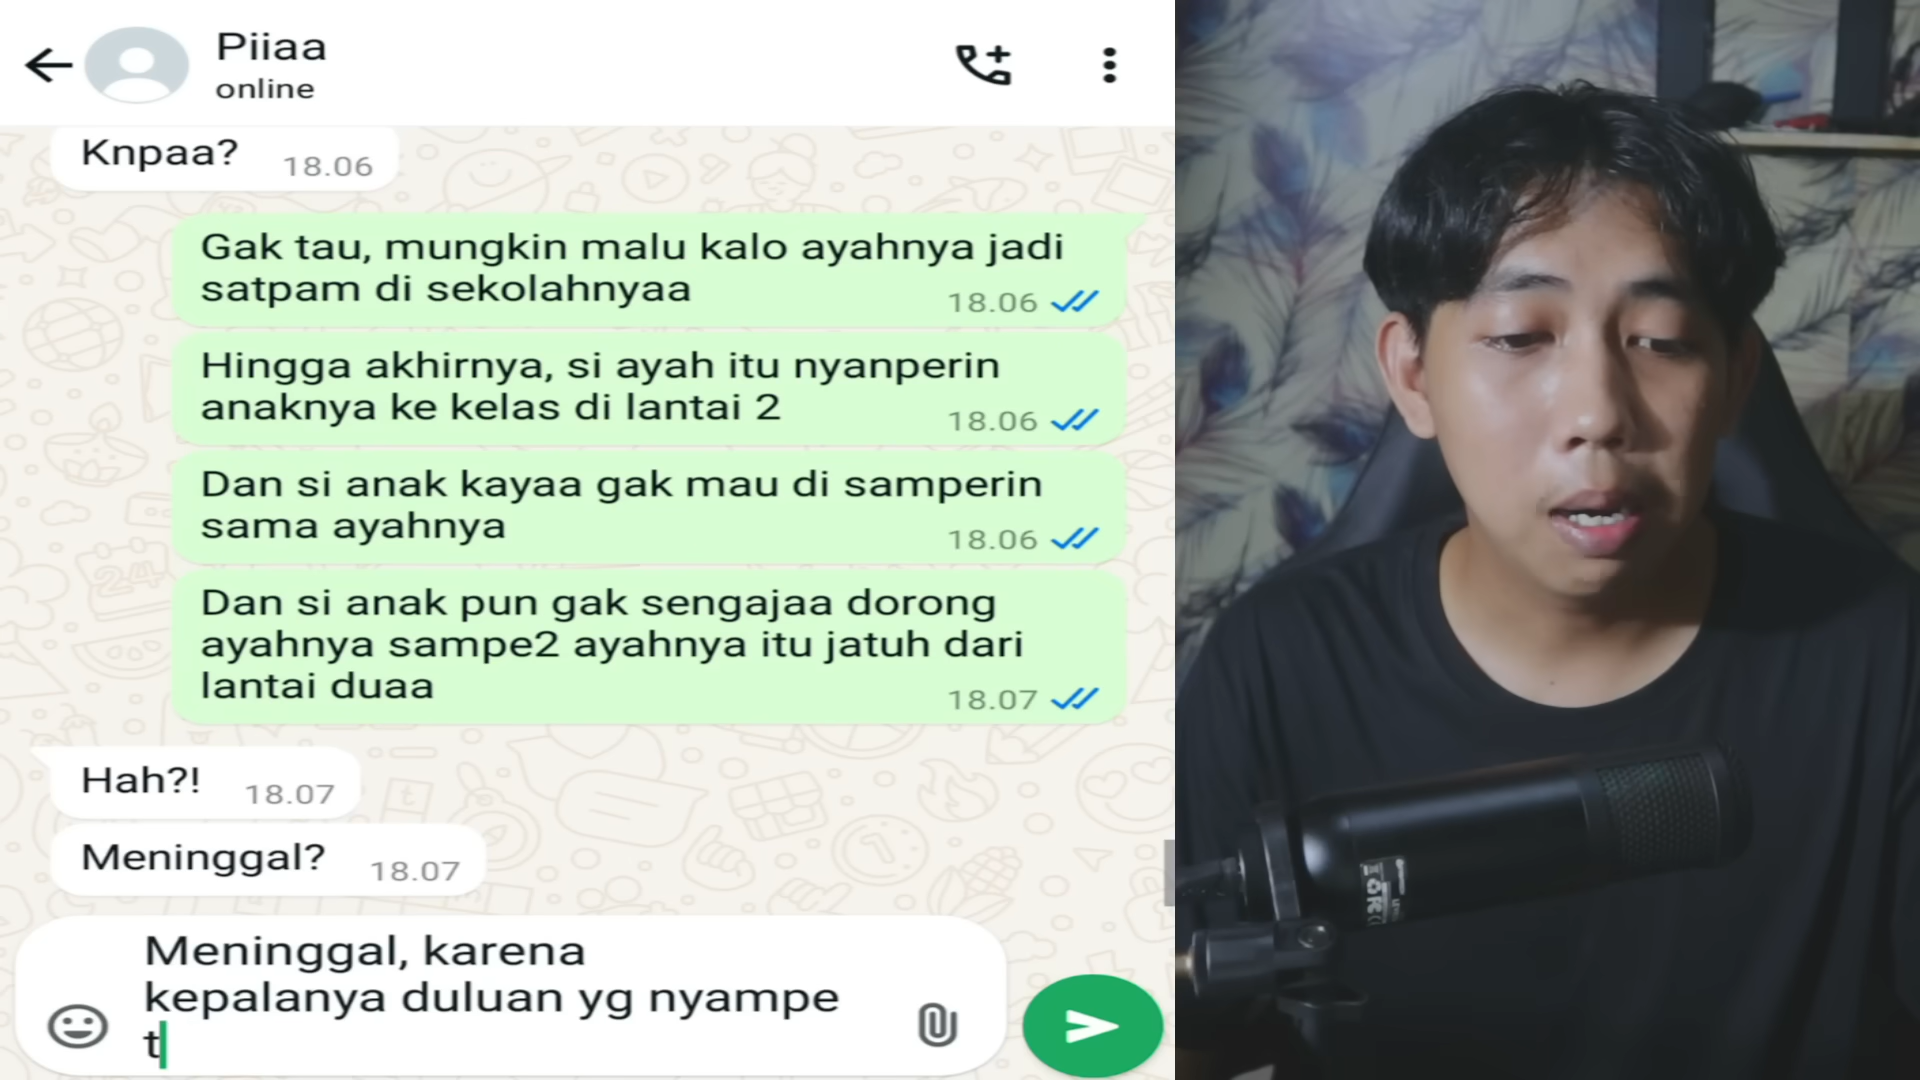 Piiaa
online
Knpaa? 18.06
Gak tau, mungkin malu kalo ayahnya jadi
satpam di sekolahnyaa 18.06
Hingga akhirnya, si ayah itu nyanperin
anaknya ke kelas di lantai 2 18.06
Dan si anak kayaa gak mau di samperin
sama ayahnya 18.06
Dan si anak pun gak sengajaa dorong
ayahnya sampe2 ayahnya itu jatuh dari
lantai duaa 18.07
Hah?! 18.07
Meninggal? 18.07
Meninggal, karena
kepalanya duluan yg nyampe
t